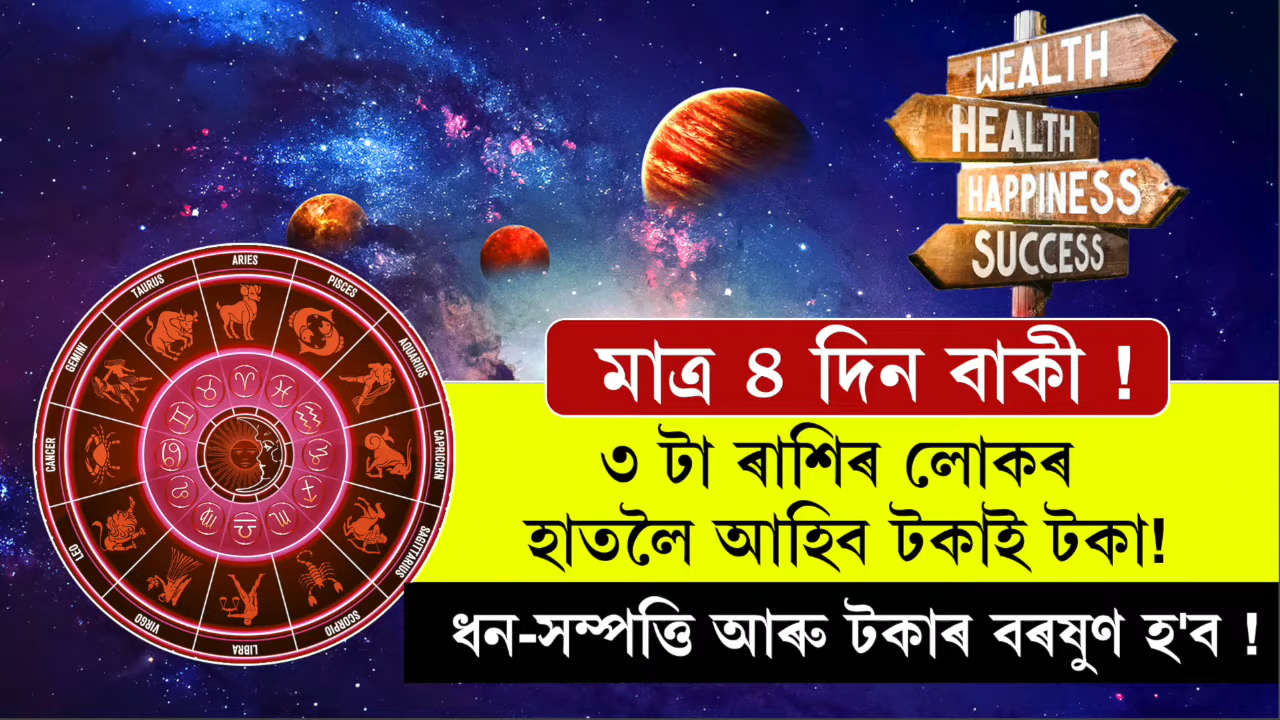 WEALTH
HEALTH
HAPPINESS
SUCCESS
ARIES
PISCES
AQUARIUS
CAPRICORN
SAGITTARIUS
SCORPIO
LIBRA
VIRGO
LEO
CANCER
GEMINI
TAURUS
মাত্ৰ ৪ দিন বাকী !
৩ টা ৰাশিৰ লোকৰ
হাতলৈ আহিব টকাই টকা!
ধন-সম্পত্তি আৰু টকাৰ বৰষুণ হ'ব !